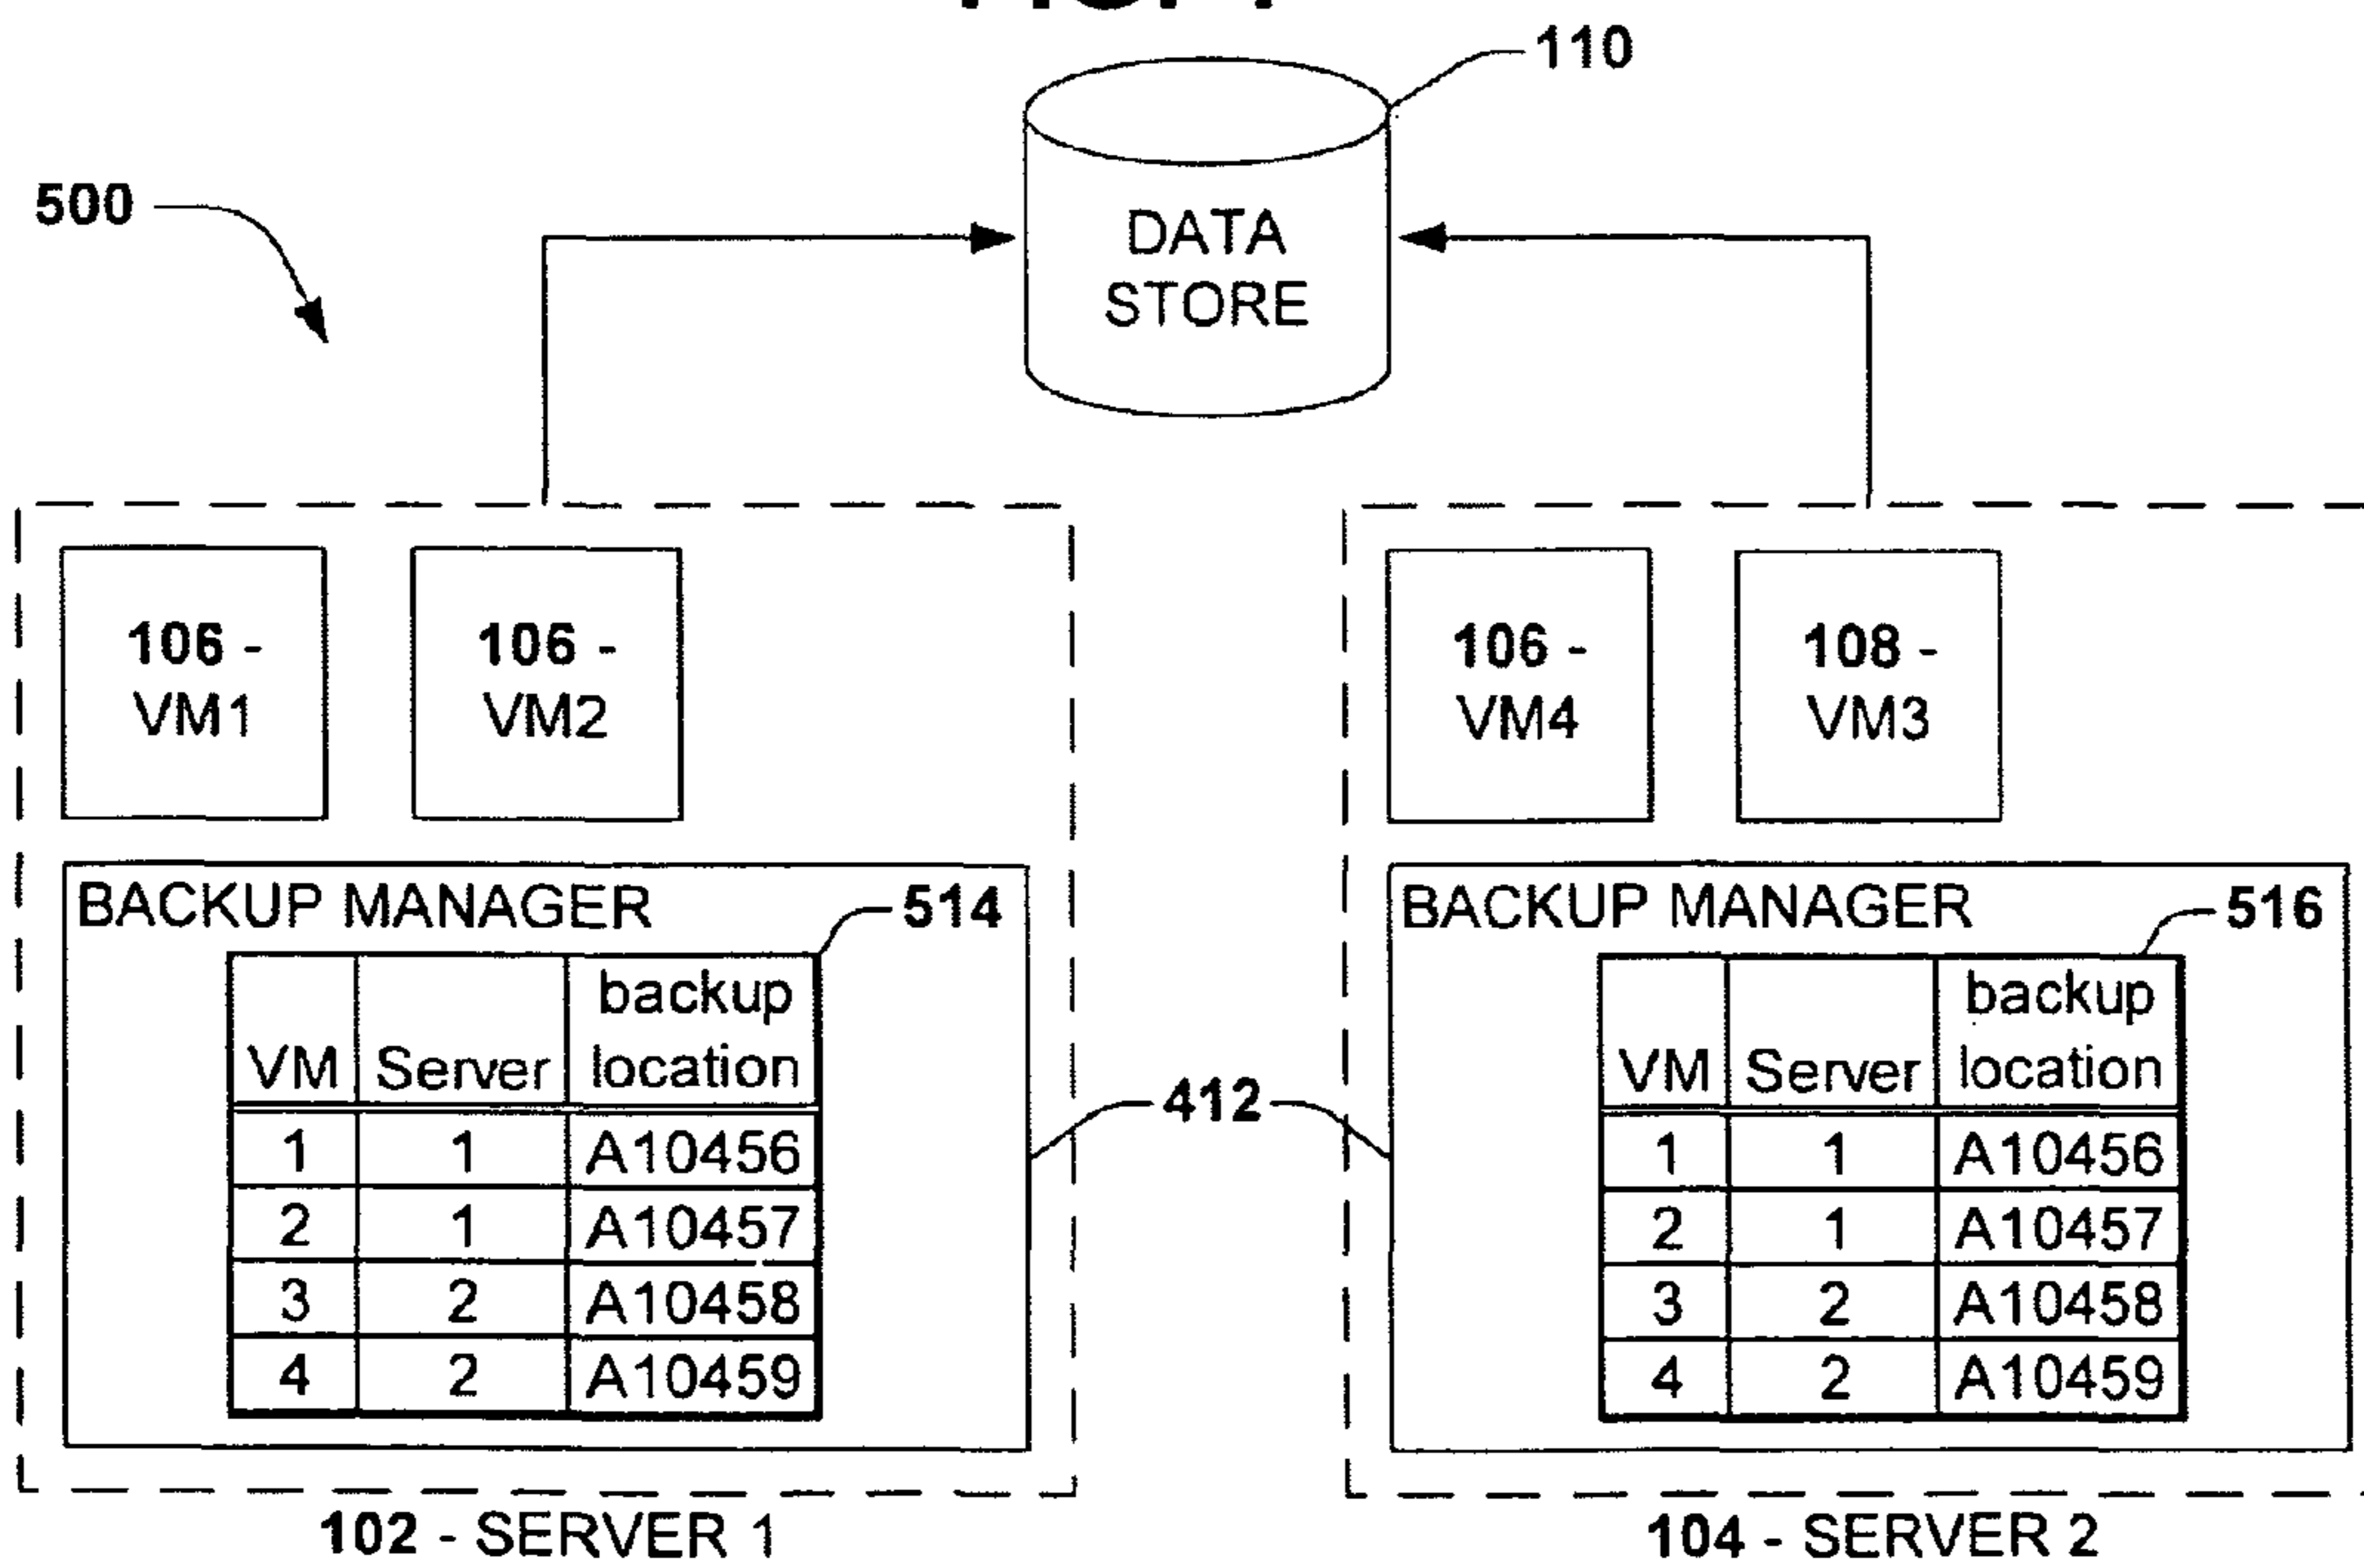 110
500
DATA
STORE
106 -
VM1
106 -
VM2
106 -
VM4
108 -
VM3
BACKUP MANAGER
514
VM Server backup location
1 1 A10456
2 1 A10457
3 2 A10458
4 2 A10459
412
BACKUP MANAGER
516
VM Server backup location
1 1 A10456
2 1 A10457
3 2 A10458
4 2 A10459
102 - SERVER 1
104 - SERVER 2